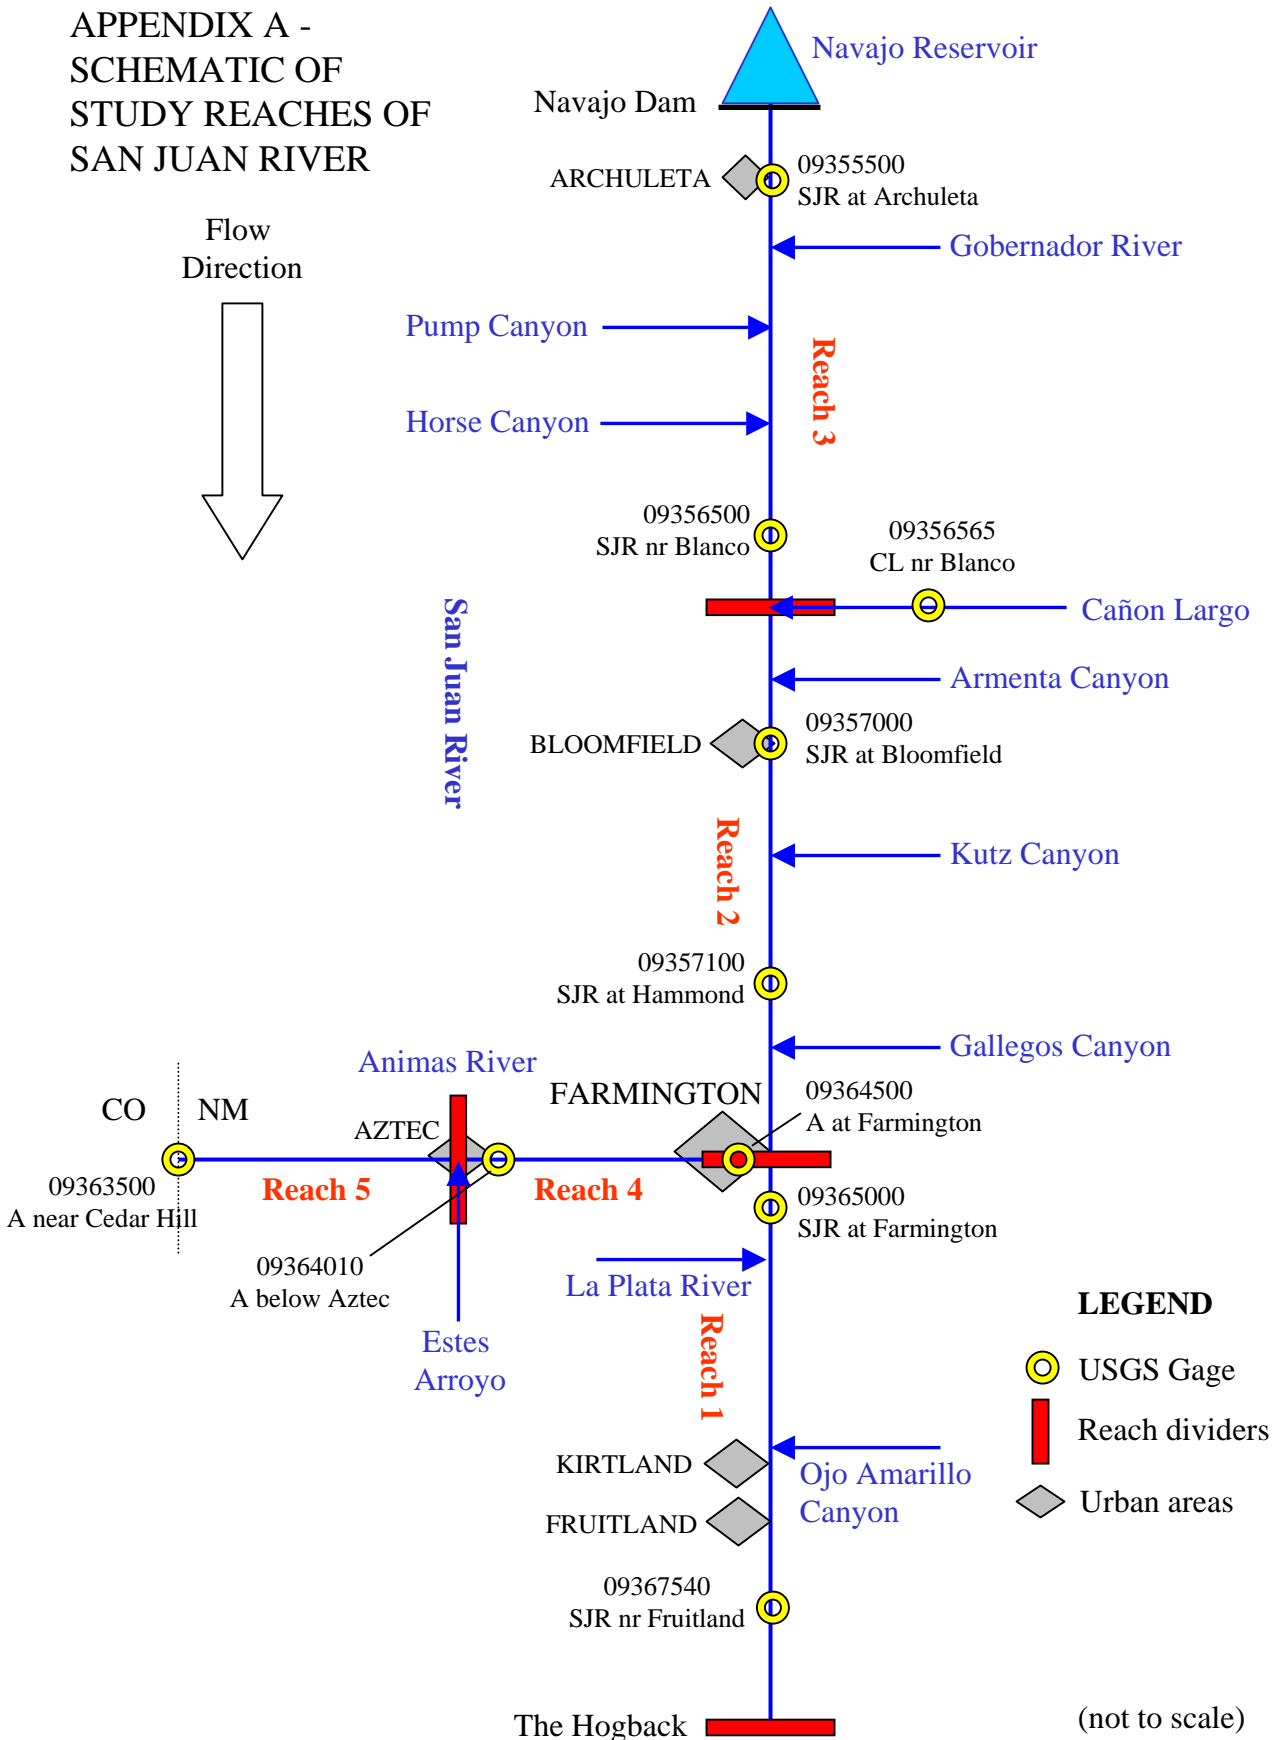 APPENDIX A -
SCHEMATIC OF
STUDY REACHES OF
SAN JUAN RIVER
Navajo Reservoir
Navajo Dam
ARCHULETA
09355500
SJR at Archuleta
Flow
Direction
Gobernador River
Pump Canyon
Reach 3
Horse Canyon
09356500
SJR nr Blanco
09356565
CL nr Blanco
Cañon Largo
San Juan River
Armenta Canyon
BLOOMFIELD
09357000
SJR at Bloomfield
Reach 2
Kutz Canyon
09357100
SJR at Hammond
Gallegos Canyon
Animas River
FARMINGTON
09364500
A at Farmington
CO
NM
AZTEC
09363500
A near Cedar Hill
Reach 5
Reach 4
09365000
SJR at Farmington
09364010
A below Aztec
La Plata River
Estes
Arroyo
Reach 1
LEGEND
USGS Gage
Reach dividers
Urban areas
KIRTLAND
Ojo Amarillo
Canyon
FRUITLAND
09367540
SJR nr Fruitland
The Hogback
(not to scale)